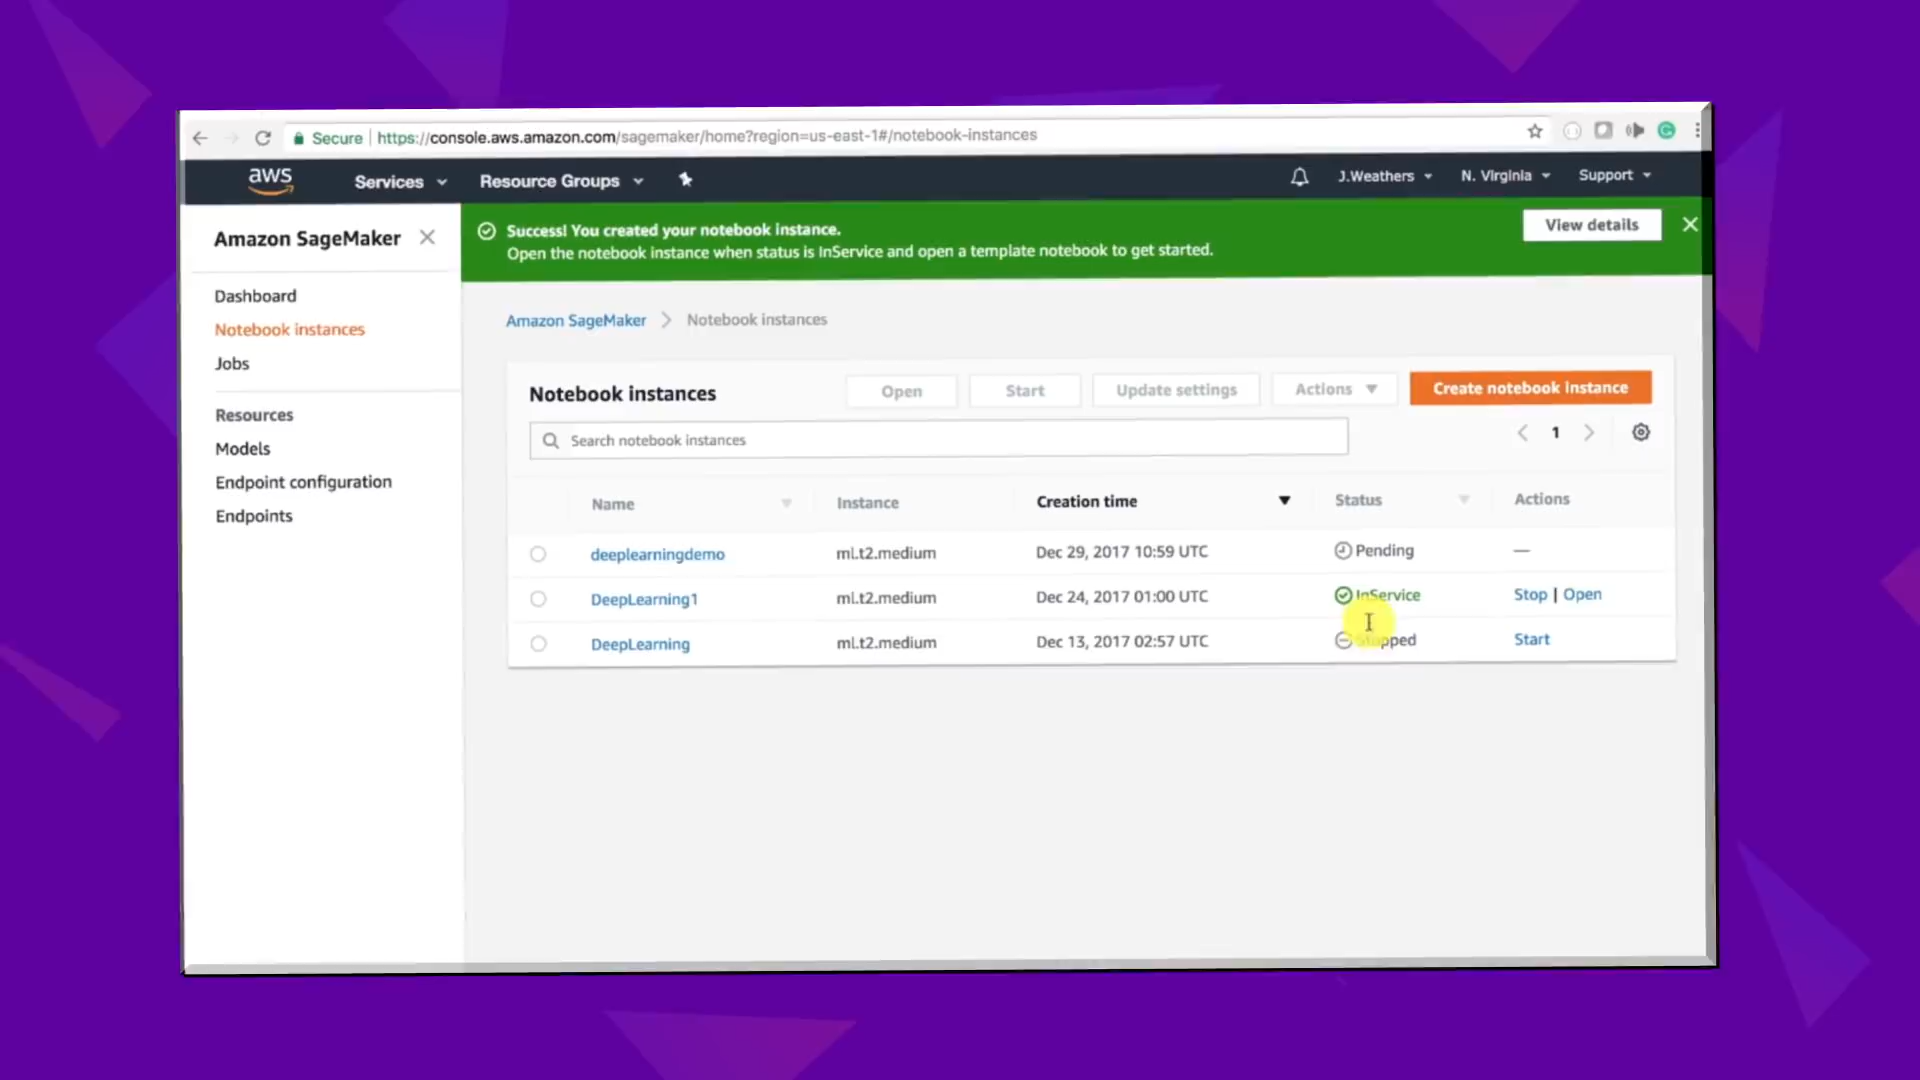 Secure | https://console.aws.amazon.com/sagemaker/home?region=us-east-1#/notebook-instances
aws Services Resource Groups J.Weathers N. Virginia Support
Amazon SageMaker
Dashboard
Notebook instances
Jobs
Resources
Models
Endpoint configuration
Endpoints
Success! You created your notebook instance.
Open the notebook instance when status is InService and open a template notebook to get started.
View details
Amazon SageMaker > Notebook instances
Notebook instances Open Start Update settings Actions Create notebook instance
Search notebook instances
1
Name Instance Creation time Status Actions
deeplearningdemo ml.t2.medium Dec 29, 2017 10:59 UTC Pending —
DeepLearning1 ml.t2.medium Dec 24, 2017 01:00 UTC InService Stop | Open
DeepLearning ml.t2.medium Dec 13, 2017 02:57 UTC Stopped Start